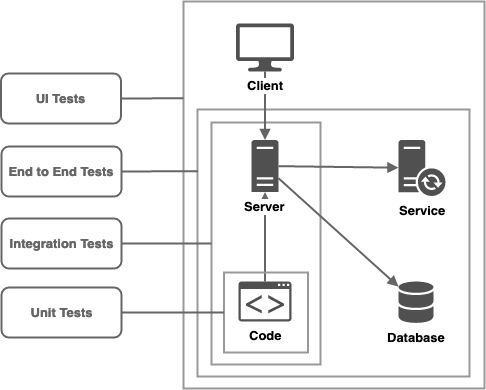 Client
UI Tests
End to End Tests
Server
Service
Integration Tests
Unit Tests
Code
Database